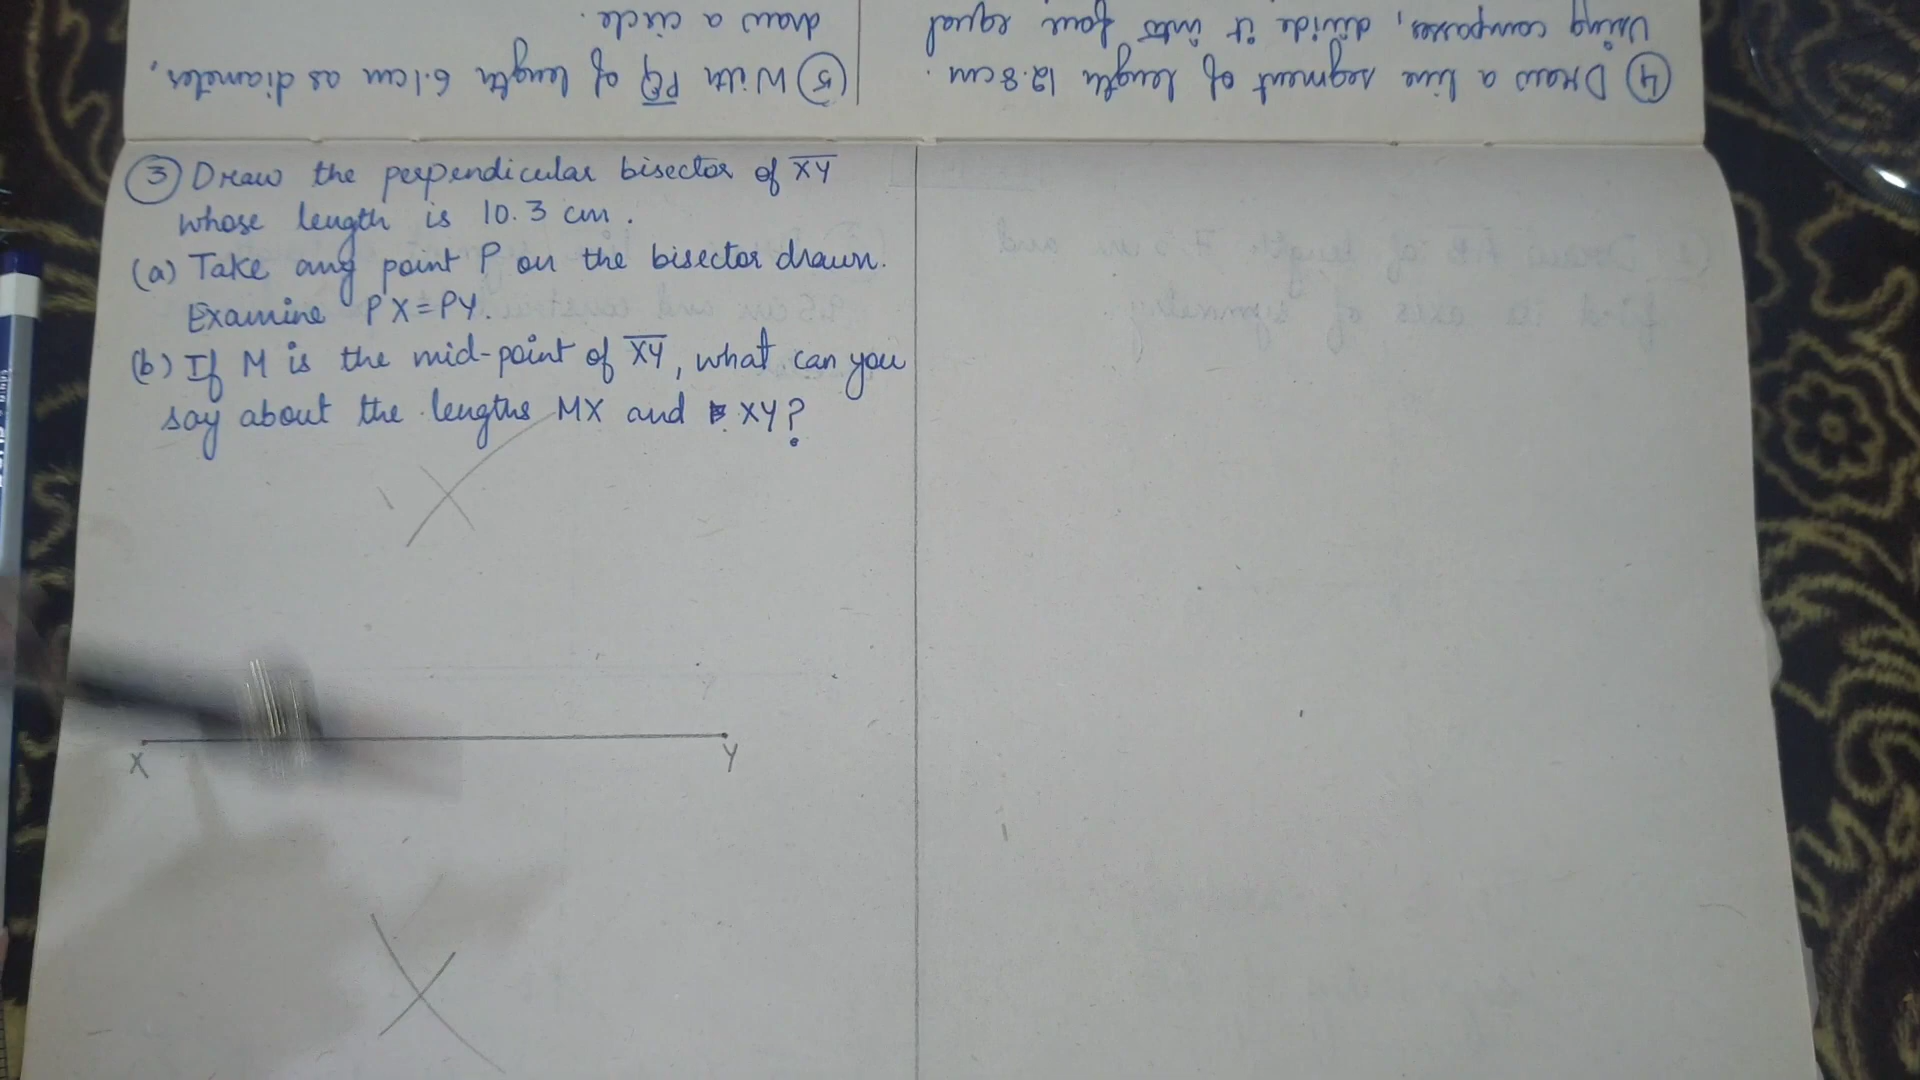 ④ Draw a line segment of length 12.8 cm.
Using compasses, divide it into four equal
⑤ With PQ of length 6.1cm as diameter,
draw a circle.
③ Draw the perpendicular bisector of XY
whose length is 10.3 cm.
(a) Take any point P on the bisector drawn.
Examine PX=PY.
(b) If M is the mid-point of XY, what can you
say about the lengths MX and XY?
X
Y